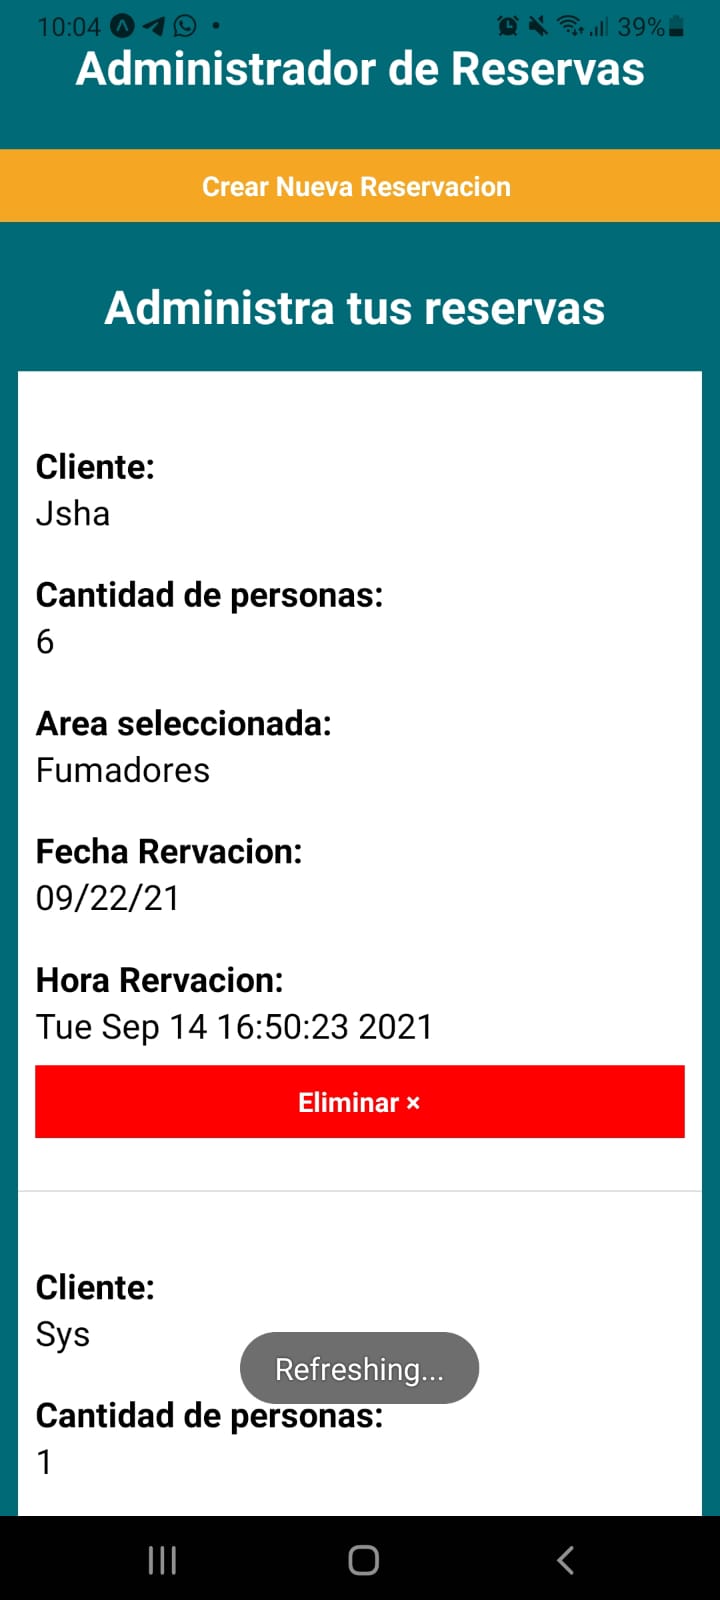 10:04
39%
Administrador de Reservas
Crear Nueva Reservacion
Administra tus reservas
Cliente:
Jsha
Cantidad de personas:
6
Area seleccionada:
Fumadores
Fecha Rervacion:
09/22/21
Hora Rervacion:
Tue Sep 14 16:50:23 2021
Eliminar ×
Cliente:
Sys
Refreshing...
Cantidad de personas:
1